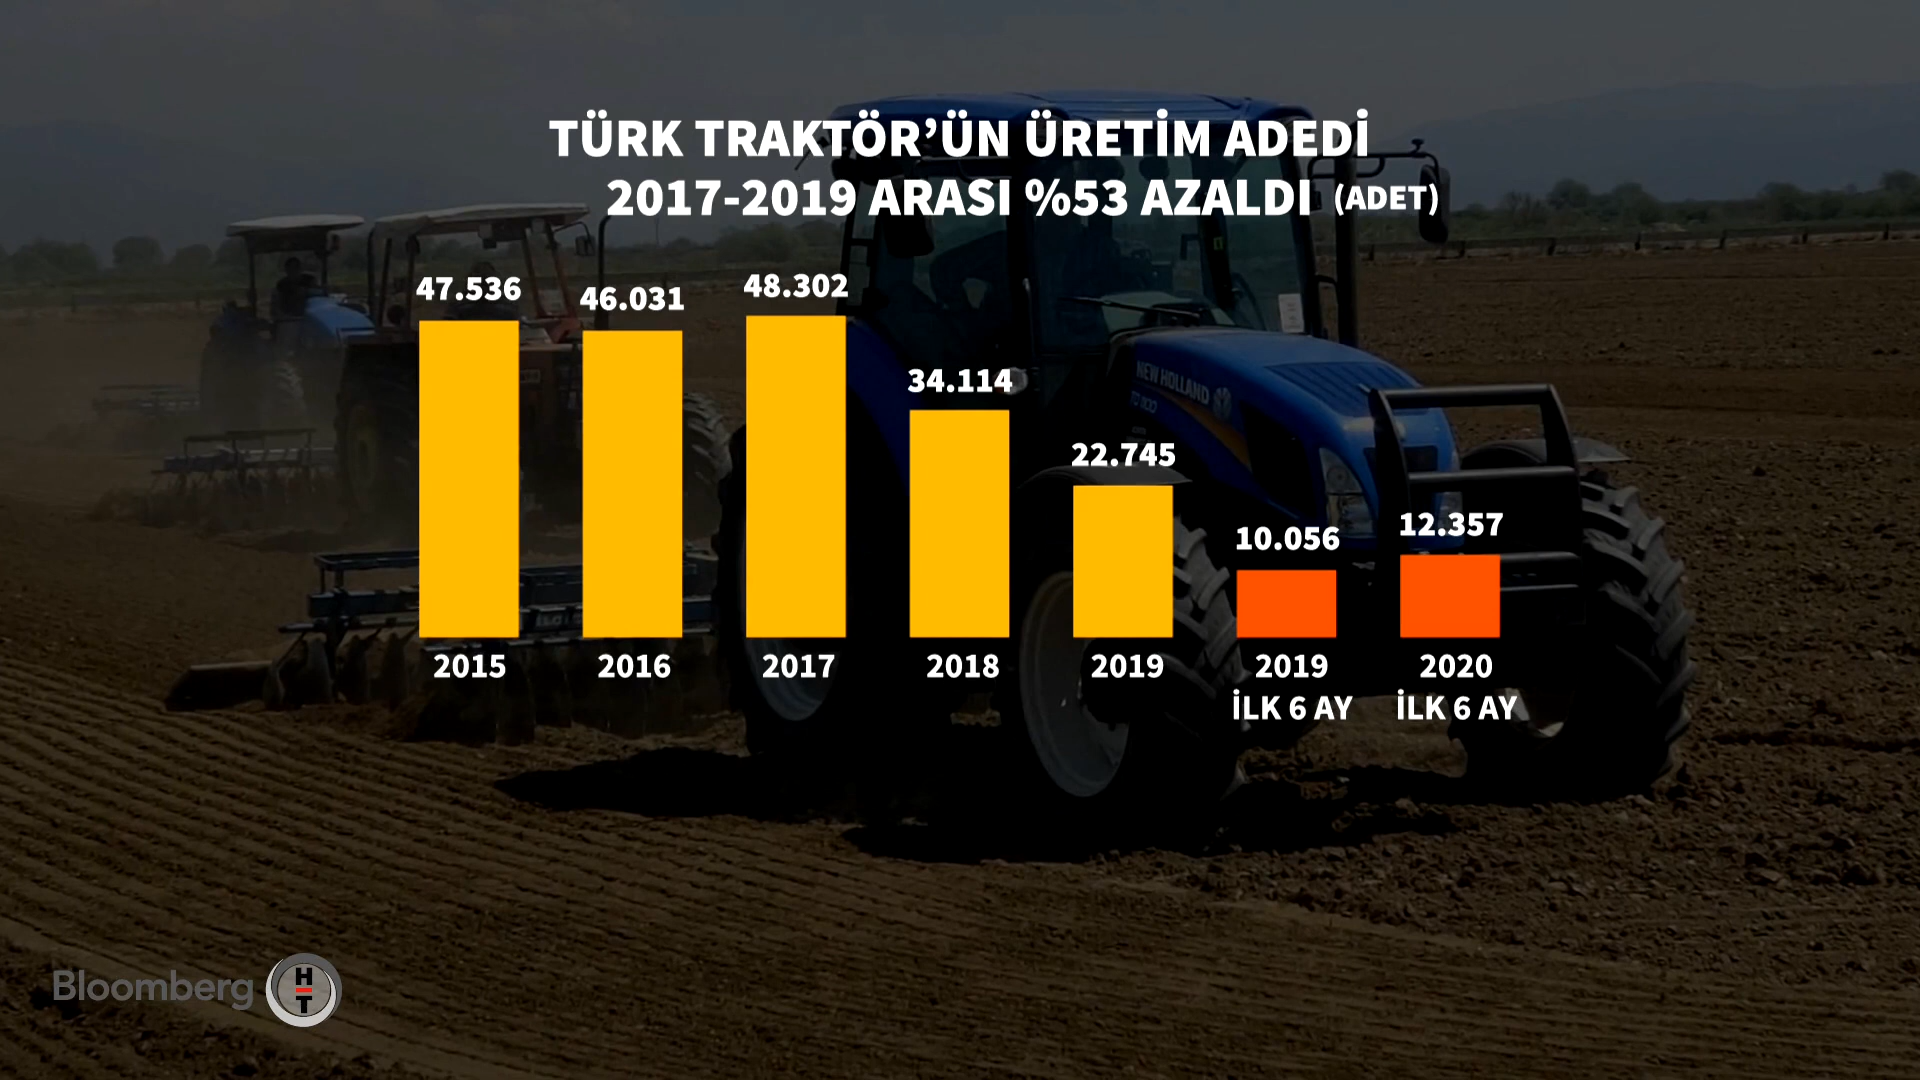 TÜRK TRAKTÖR’ÜN ÜRETİM ADEDİ
2017-2019 ARASI %53 AZALDI (ADET)
47.536
46.031
48.302
34.114
22.745
10.056
12.357
2015
2016
2017
2018
2019
2019
İLK 6 AY
2020
İLK 6 AY
NEW HOLLAND
Bloomberg
H
T